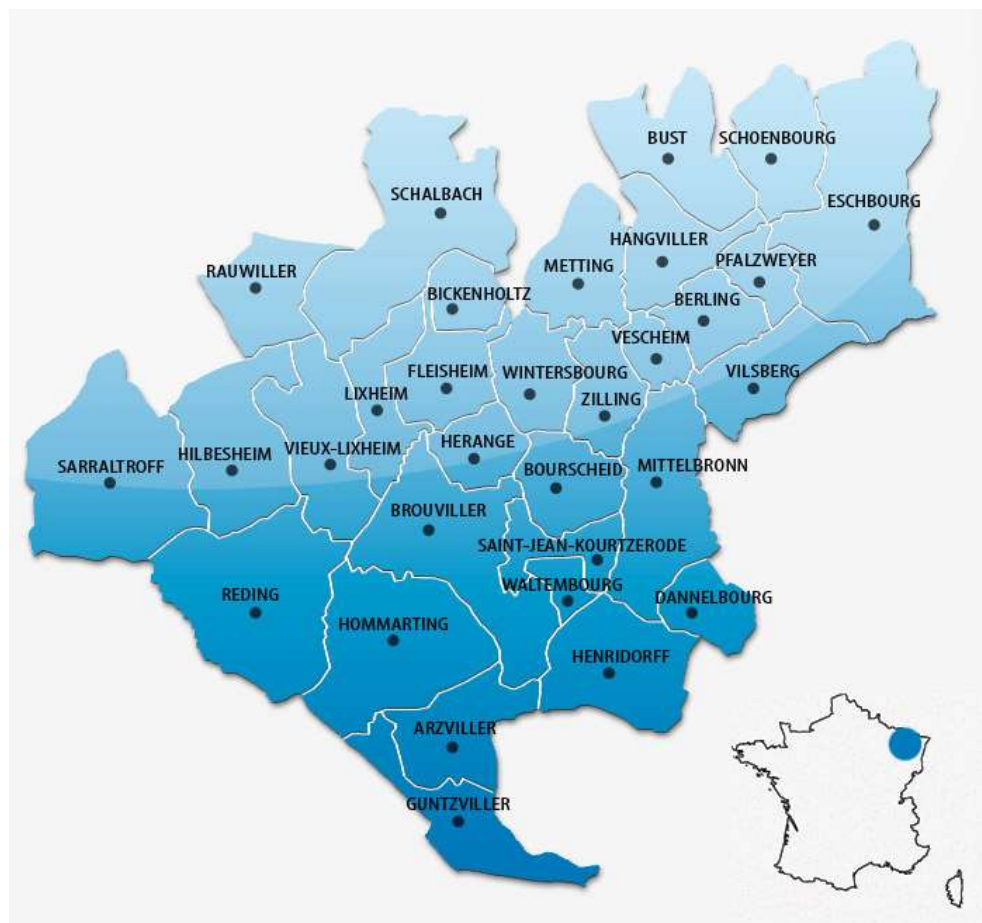 BUST
SCHOENBOURG
SCHALBACH
ESCHBOURG
HANGVILLER
PFALZWEYER
METTING
RAUWILLER
BICKENHOLTZ
BERLING
VESCHEIM
FLEISHEIM
WINTERSBOURG
VILSBERG
LIXHEIM
ZILLING
HERANGE
VIEUX-LIXHEIM
HILBESHEIM
SARRALTROFF
BOURSCHEID
MITTELBRONN
BROUVILLER
SAINT-JEAN-KOURTZERODE
WALTEMBOURG
REDING
DANNELBOURG
HOMMARTING
HENRIDORFF
ARZVILLER
GUNTZVILLER